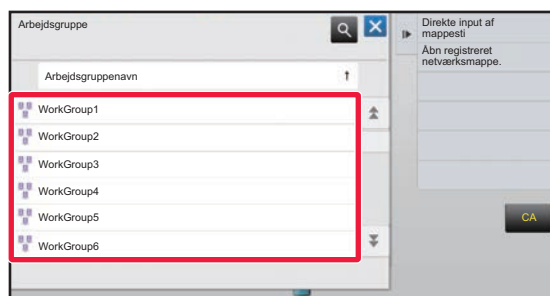 Arbejdsgruppe
Arbejdsgruppenavn
WorkGroup1
WorkGroup2
WorkGroup3
WorkGroup4
WorkGroup5
WorkGroup6
Direkte input af
mappesti
Åbn registreret
netværksmappe.
CA